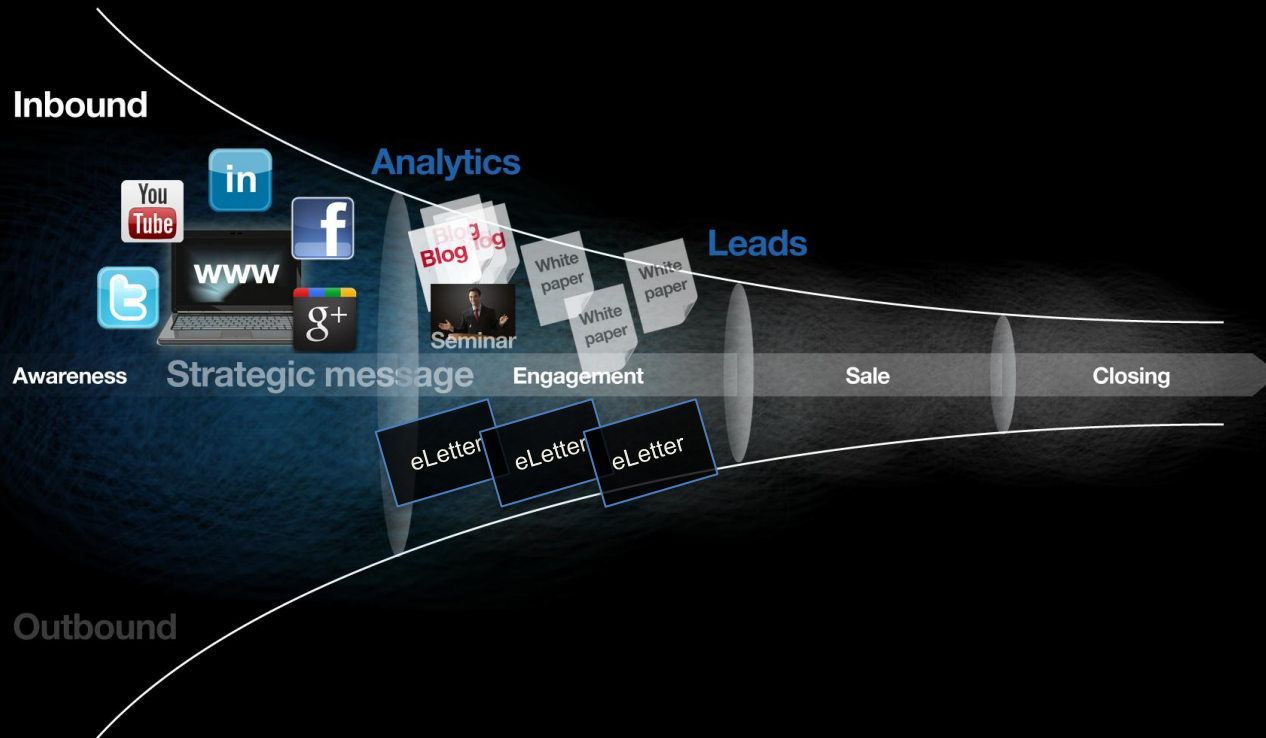 Inbound
Analytics
in
You
Tube
f
Blog
Blog log
www
White
paper
White
paper
Leads
t
g+
White
paper
Seminar
Awareness
Strategic message
Engagement
Sale
Closing
eLetter
eLetter
eLetter
Outbound